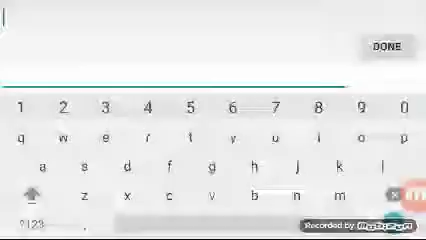 DONE
1 2 3 4 5 6 7 8 9 0
q w e r t y u i o p
a s d f g h j k l
z x c v b n m
?123 ,
Recorded by